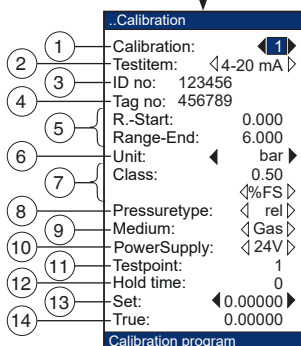 ..Calibration
1 Calibration: 1
2 Testitem: 4-20 mA
3 ID no: 123456
4 Tag no: 456789
5 R.-Start: 0.000
Range-End: 6.000
6 Unit: bar
7 Class: 0.50
%FS
8 Pressuretype: rel
9 Medium: Gas
10 PowerSupply: 24V
11 Testpoint: 1
12 Hold time: 0
13 Set: 0.00000
14 True: 0.00000
Calibration program